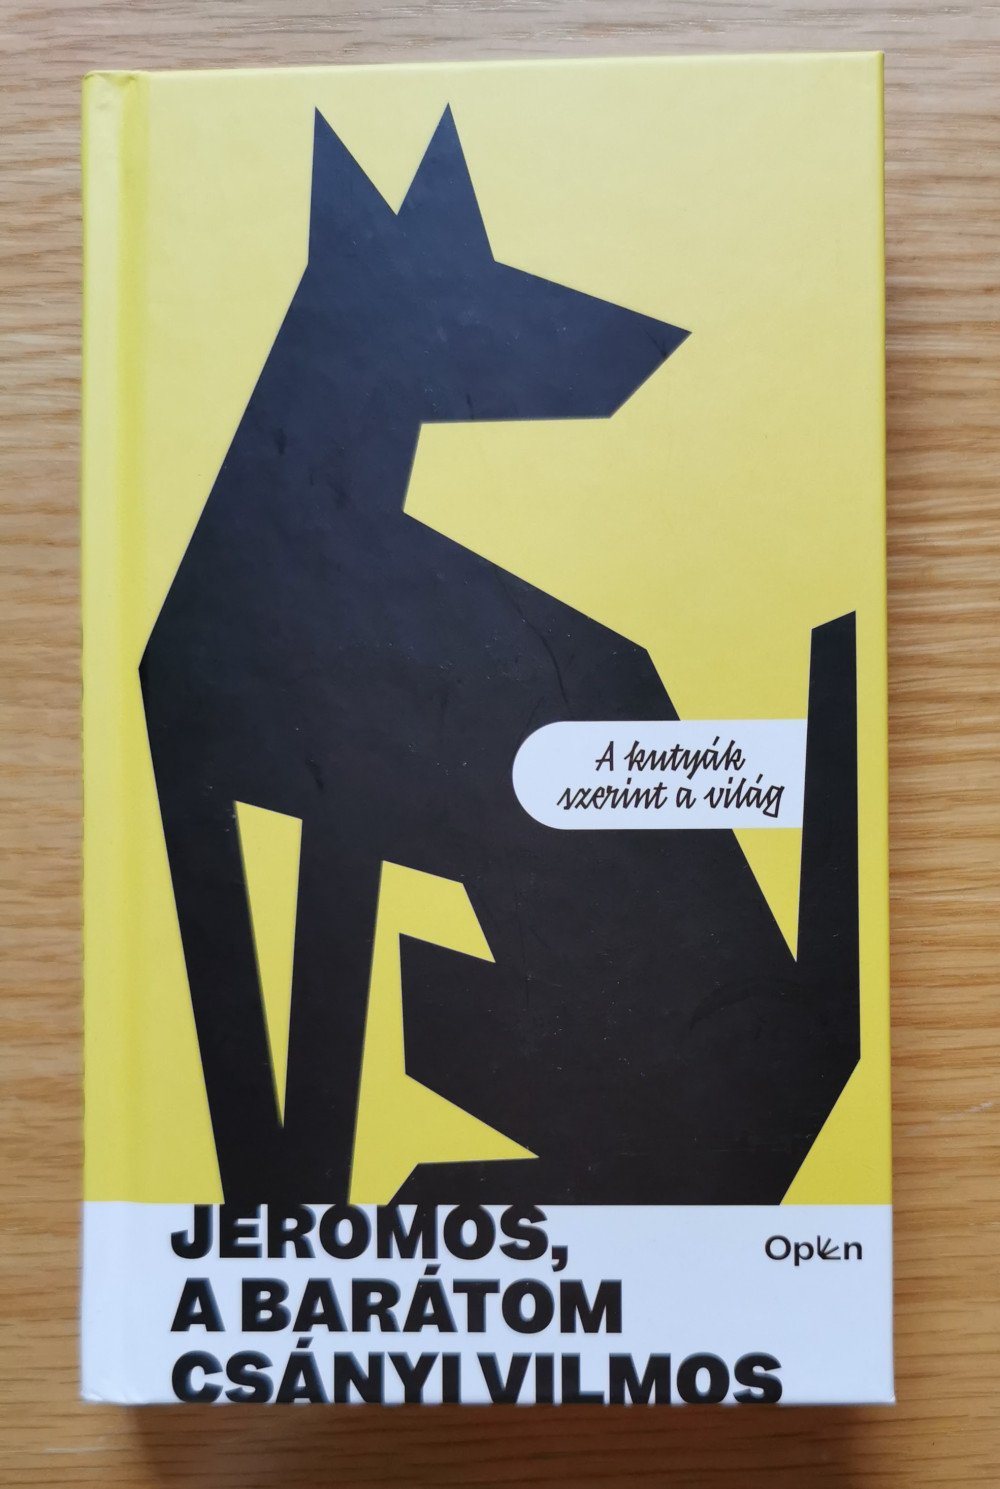 A kutyák
szerint a világ
JEROMOS,
Open
A BARÁTOM
CSÁNYI VILMOS